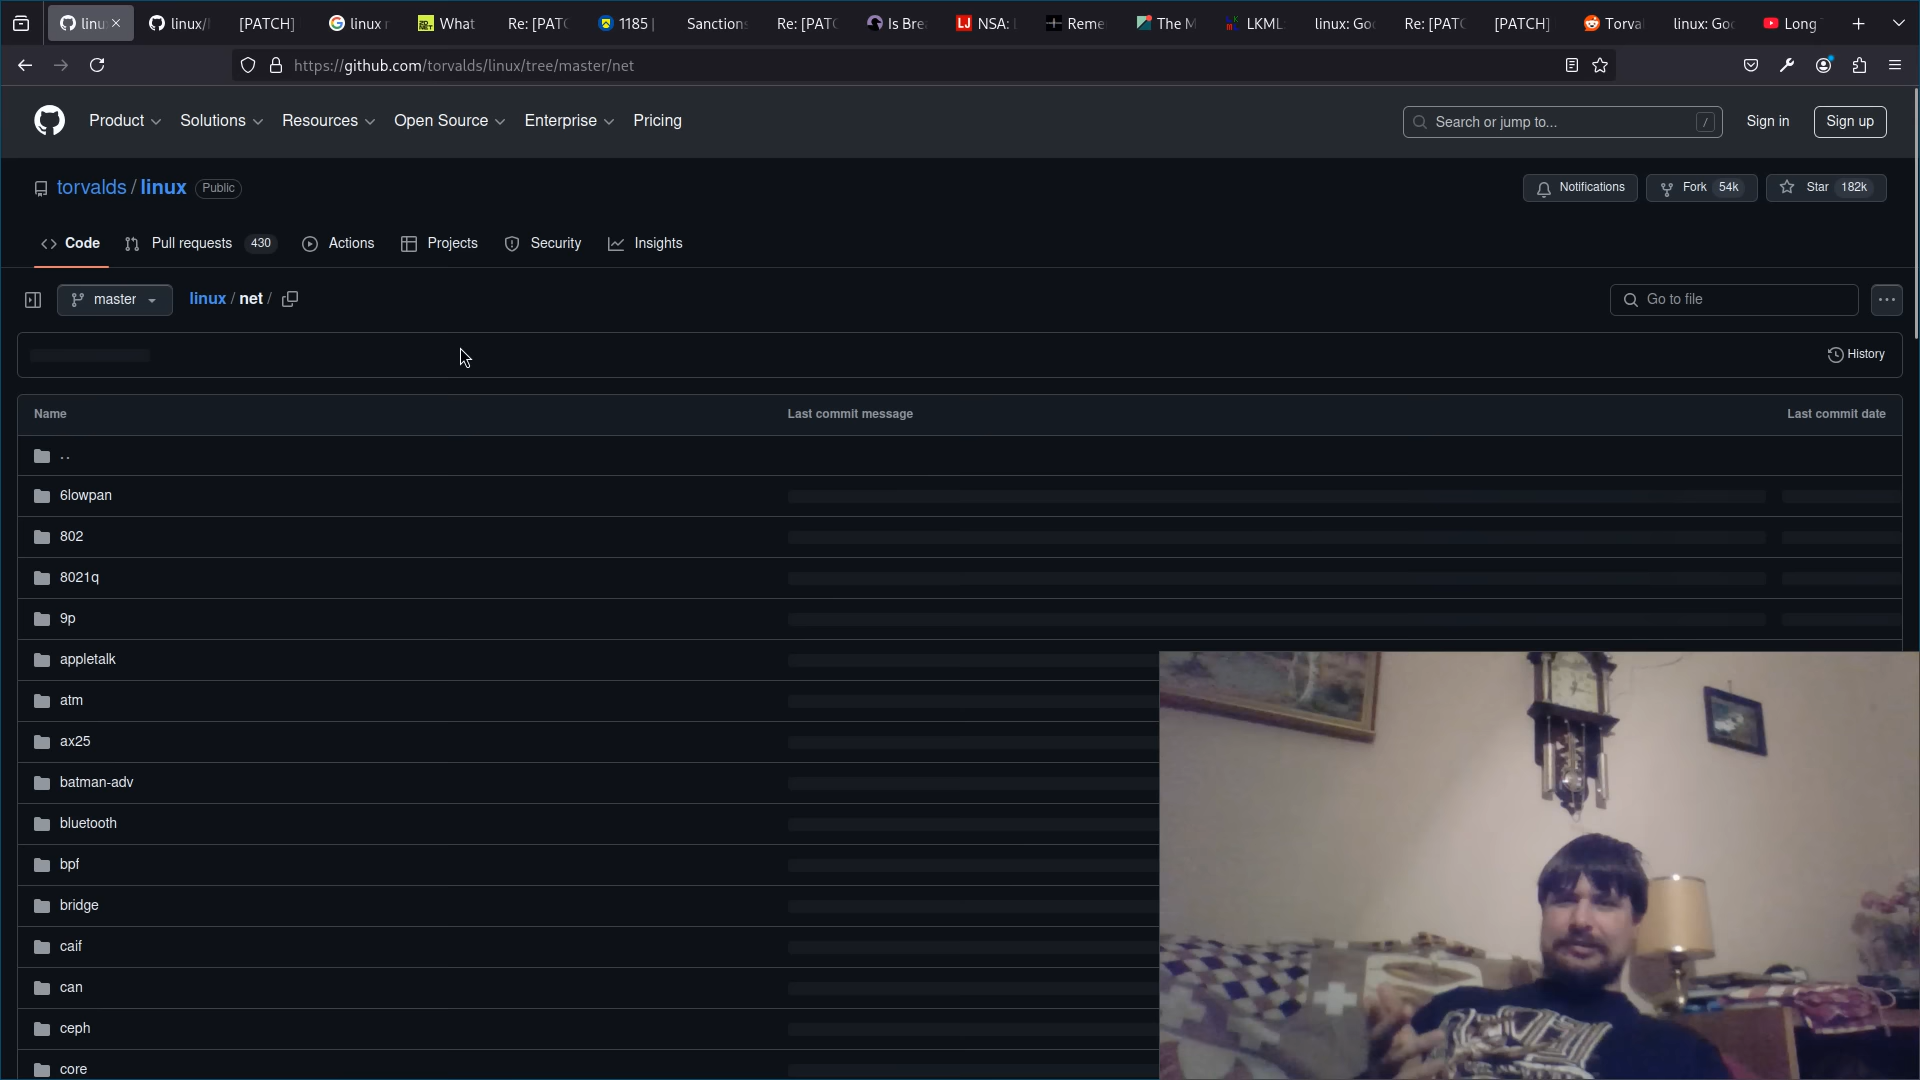 linu
linux/
[PATCH]
linux r
What
Re: [PATC
1185 |
Sanctions
Re: [PATC
Is Bre
NSA:
Reme
The M
LKML
linux: Goo
Re: [PATC
[PATCH]
Torval
linux: Goo
Long
https://github.com/torvalds/linux/tree/master/net
Product
Solutions
Resources
Open Source
Enterprise
Pricing
Search or jump to...
/
Sign in
Sign up
torvalds / linux
Public
Notifications
Fork 54k
Star 182k
Code
Pull requests 430
Actions
Projects
Security
Insights
master
linux / net /
Go to file
History
Name
Last commit message
Last commit date
..
6lowpan
802
8021q
9p
appletalk
atm
ax25
batman-adv
bluetooth
bpf
bridge
caif
can
ceph
core